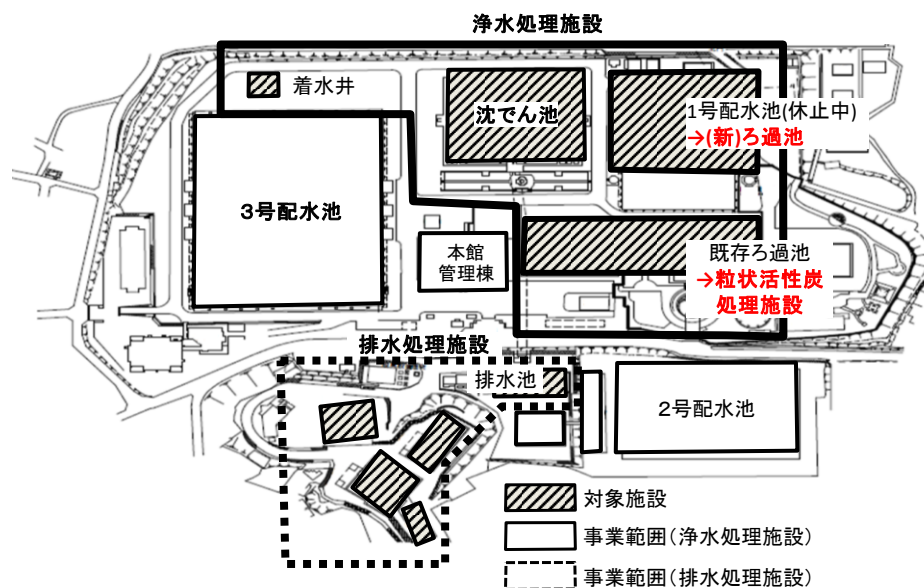 浄水処理施設
着水井
沈でん池
1号配水池(休止中)
→(新)ろ過池
3号配水池
本館
管理棟
既存ろ過池
→粒状活性炭
処理施設
排水処理施設
排水池
2号配水池
対象施設
事業範囲(浄水処理施設)
事業範囲(排水処理施設)